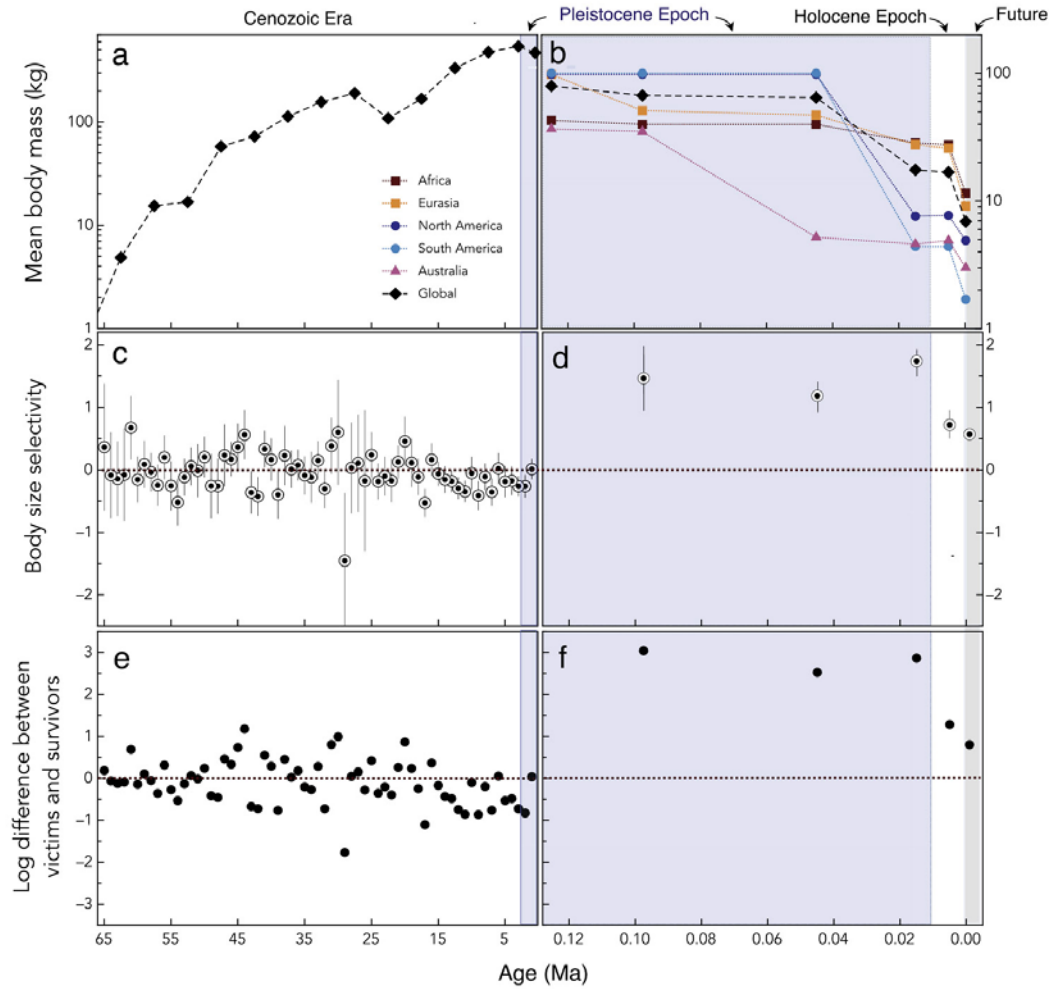 Cenozoic Era
Pleistocene Epoch
Holocene Epoch
Future
a
b
Mean body mass (kg)
100
10
1
100
10
1
Africa
Eurasia
North America
South America
Australia
Global
c
d
Body size selectivity
2
1
0
−1
−2
2
1
0
−1
−2
e
f
Log difference between
victims and survivors
3
2
1
0
−1
−2
−3
65
55
45
35
25
15
5
0.12
0.10
0.08
0.06
0.04
0.02
0.00
Age (Ma)